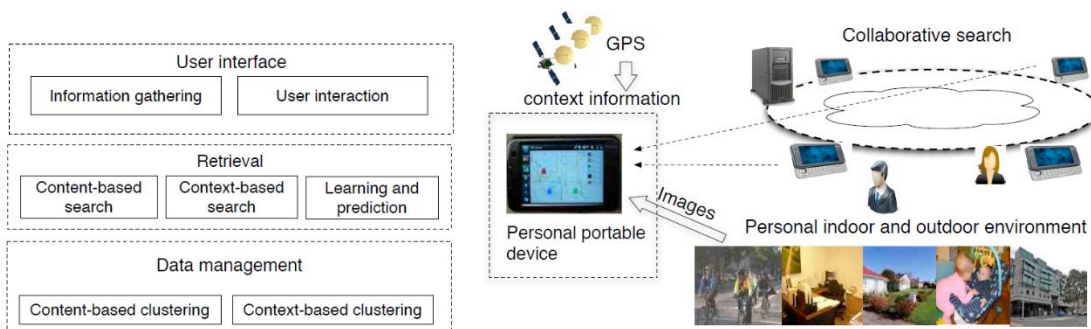 User interface
Information gathering
User interaction
Retrieval
Content-based
search
Context-based
search
Learning and
prediction
Data management
Content-based clustering
Context-based clustering
GPS
context information
Personal portable
device
Images
Collaborative search
Personal indoor and outdoor environment